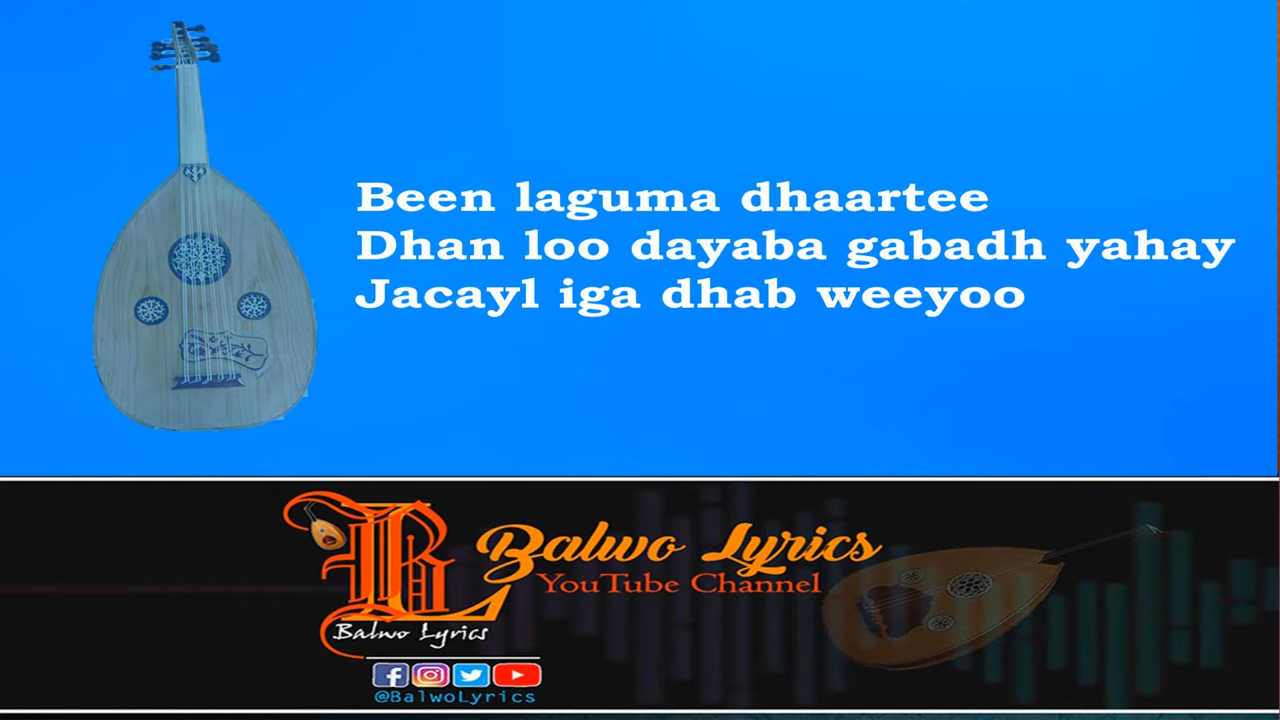 Been laguma dhaartee
Dhan loo dayaba gabadh yahay
Jacayl iga dhab weeyoo
BL
Balwo Lyrics
YouTube Channel
Balwo Lyrics
@BalwoLyrics